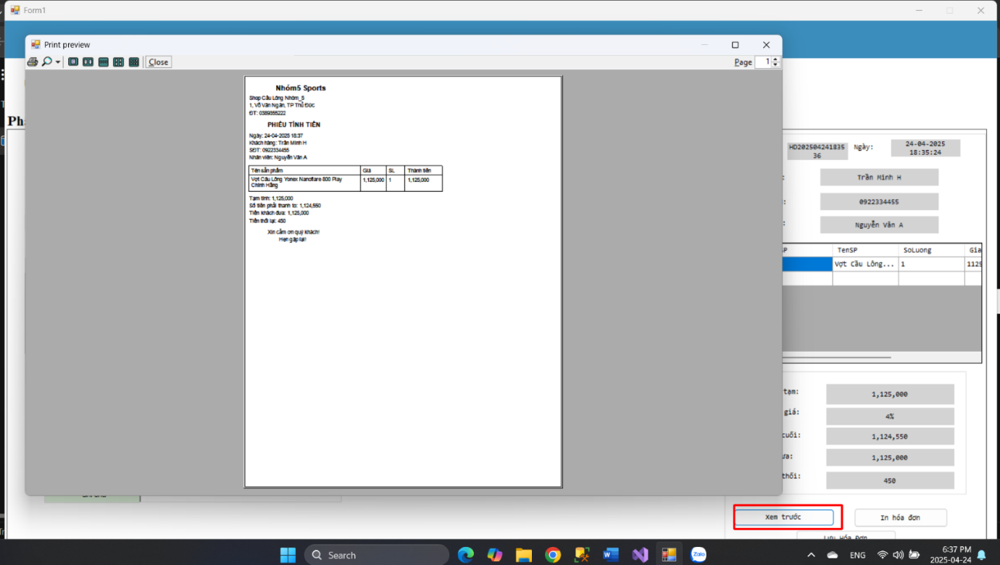 Form1
Print preview
Close
Page 1
Nhóm5 Sports
Shop Cầu Lông Nhóm_5
1, Võ Văn Ngân, TP Thủ Đức
ĐT: 0389355222
PHIẾU TÍNH TIỀN
Ngày: 24-04-2025 18:37
Khách hàng: Trần Minh H
SĐT: 0922334455
Nhân viên: Nguyễn Văn A
Tên sản phẩm Giá SL Thành tiền
Vợt Cầu Lông Yonex Nanoflare 800 Play 1,125,000 1 1,125,000
Chính Hãng
Tạm tính: 1,125,000
Số tiền phải thanh to: 1,124,550
Tiền khách đưa: 1,125,000
Tiền thối lại: 450
Xin cảm ơn quý khách!
Hẹn gặp lại!
HD202504241835
36
Ngày:
24-04-2025
18:35:24
Trần Minh H
0922334455
Nguyễn Văn A
TenSP SoLuong Gia
Vợt Cầu Lông... 1 1125
tạm: 1,125,000
giá: 4%
cuối: 1,124,550
ưa: 1,125,000
thối: 450
Xem trước
In hóa đơn
Lưu Hóa Đơn
Search
Zalo
ENG
6:37 PM
2025-04-24